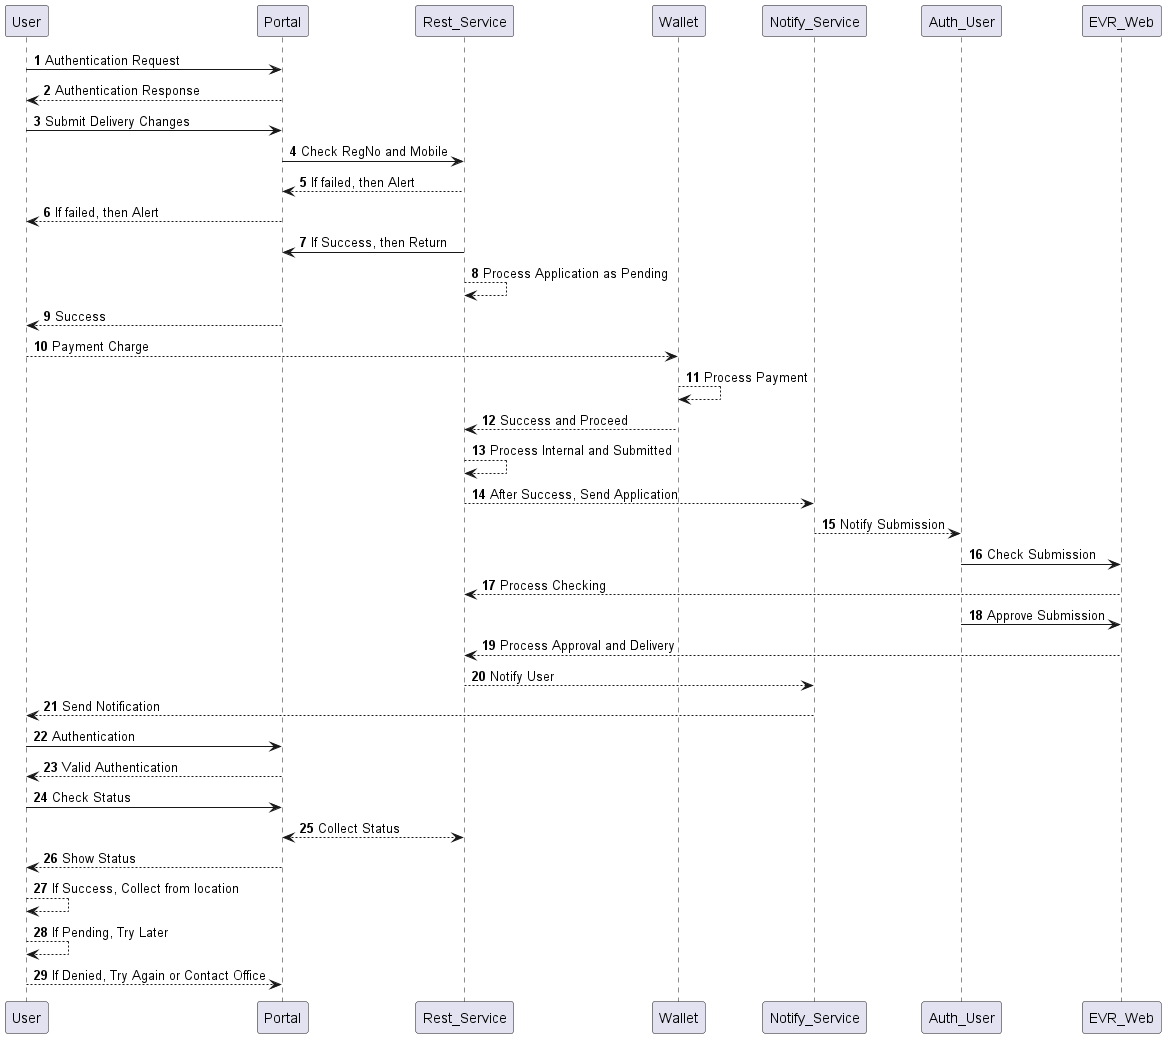 User Portal Rest_Service Wallet Notify_Service Auth_User EVR_Web
1 Authentication Request
2 Authentication Response
3 Submit Delivery Changes
4 Check RegNo and Mobile
5 If failed, then Alert
6 If failed, then Alert
7 If Success, then Return
8 Process Application as Pending
9 Success
10 Payment Charge
11 Process Payment
12 Success and Proceed
13 Process Internal and Submitted
14 After Success, Send Application
15 Notify Submission
16 Check Submission
17 Process Checking
18 Approve Submission
19 Process Approval and Delivery
20 Notify User
21 Send Notification
22 Authentication
23 Valid Authentication
24 Check Status
25 Collect Status
26 Show Status
27 If Success, Collect from location
28 If Pending, Try Later
29 If Denied, Try Again or Contact Office
User Portal Rest_Service Wallet Notify_Service Auth_User EVR_Web